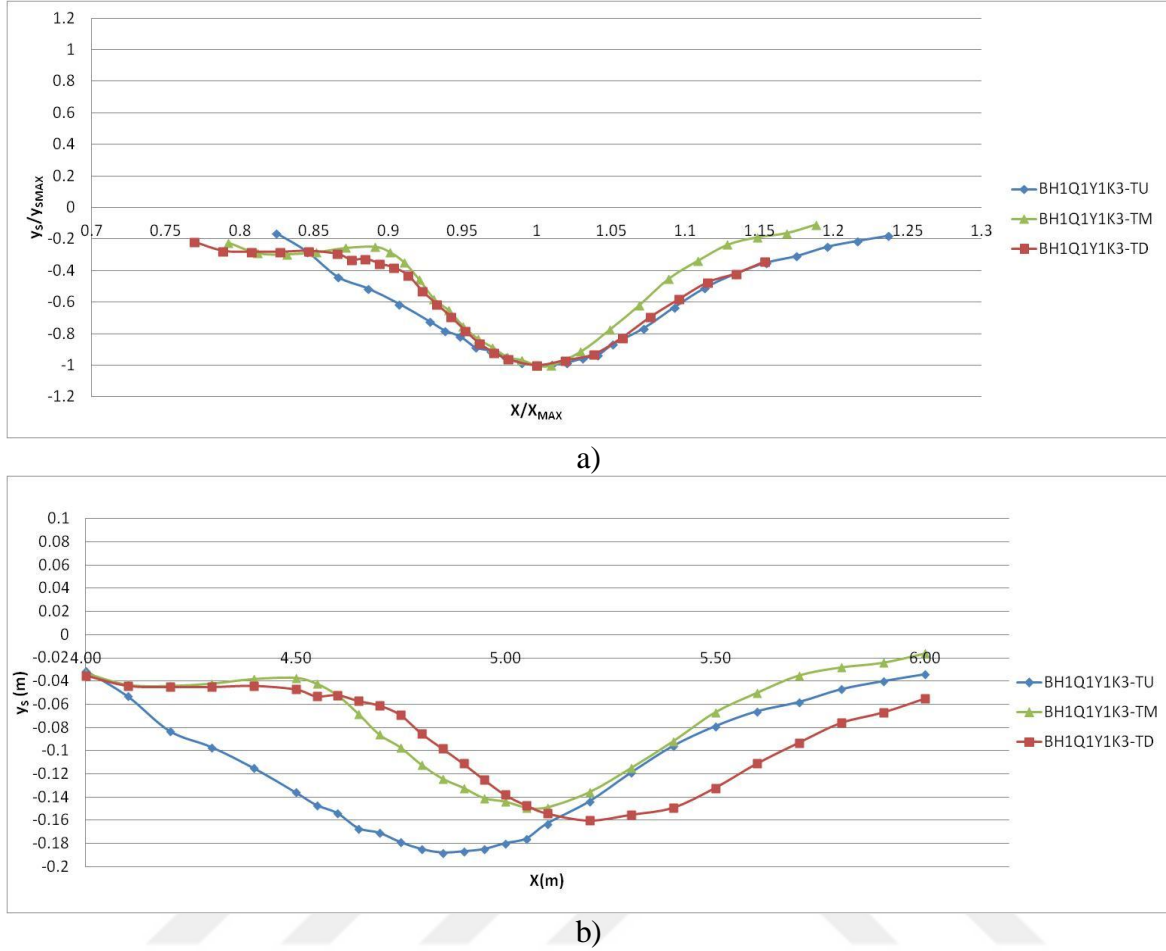 1.2
1
0.8
0.6
0.4
0.2
0
0.7 0.75 0.8 0.85 0.9 0.95 1 1.05 1.1 1.15 1.2 1.25 1.3
-0.2
-0.4
-0.6
-0.8
-1
-1.2
yS/ySMAX
X/XMAX
BH1Q1Y1K3-TU
BH1Q1Y1K3-TM
BH1Q1Y1K3-TD
a)
0.1
0.08
0.06
0.04
0.02
0
-0.02
4.00 4.50 5.00 5.50 6.00
-0.04
-0.06
-0.08
-0.1
-0.12
-0.14
-0.16
-0.18
-0.2
yS (m)
X(m)
BH1Q1Y1K3-TU
BH1Q1Y1K3-TM
BH1Q1Y1K3-TD
b)